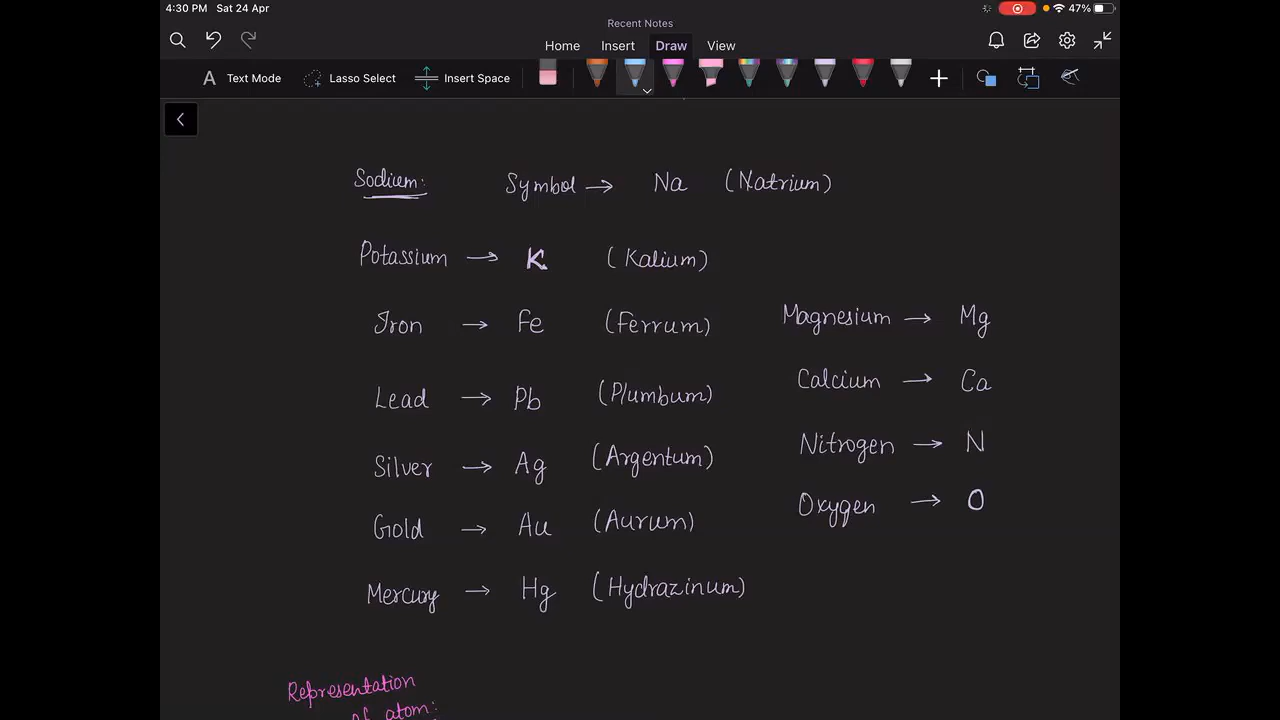 4:30 PM Sat 24 Apr
47%
Recent Notes
Home Insert Draw View
Text Mode Lasso Select Insert Space
Sodium: Symbol → Na (Natrium)
Potassium → K (Kalium)
Iron → Fe (Ferrum)
Lead → Pb (Plumbum)
Silver → Ag (Argentum)
Gold → Au (Aurum)
Mercury → Hg (Hydrazinum)
Magnesium → Mg
Calcium → Ca
Nitrogen → N
Oxygen → O
Representation
of atom: